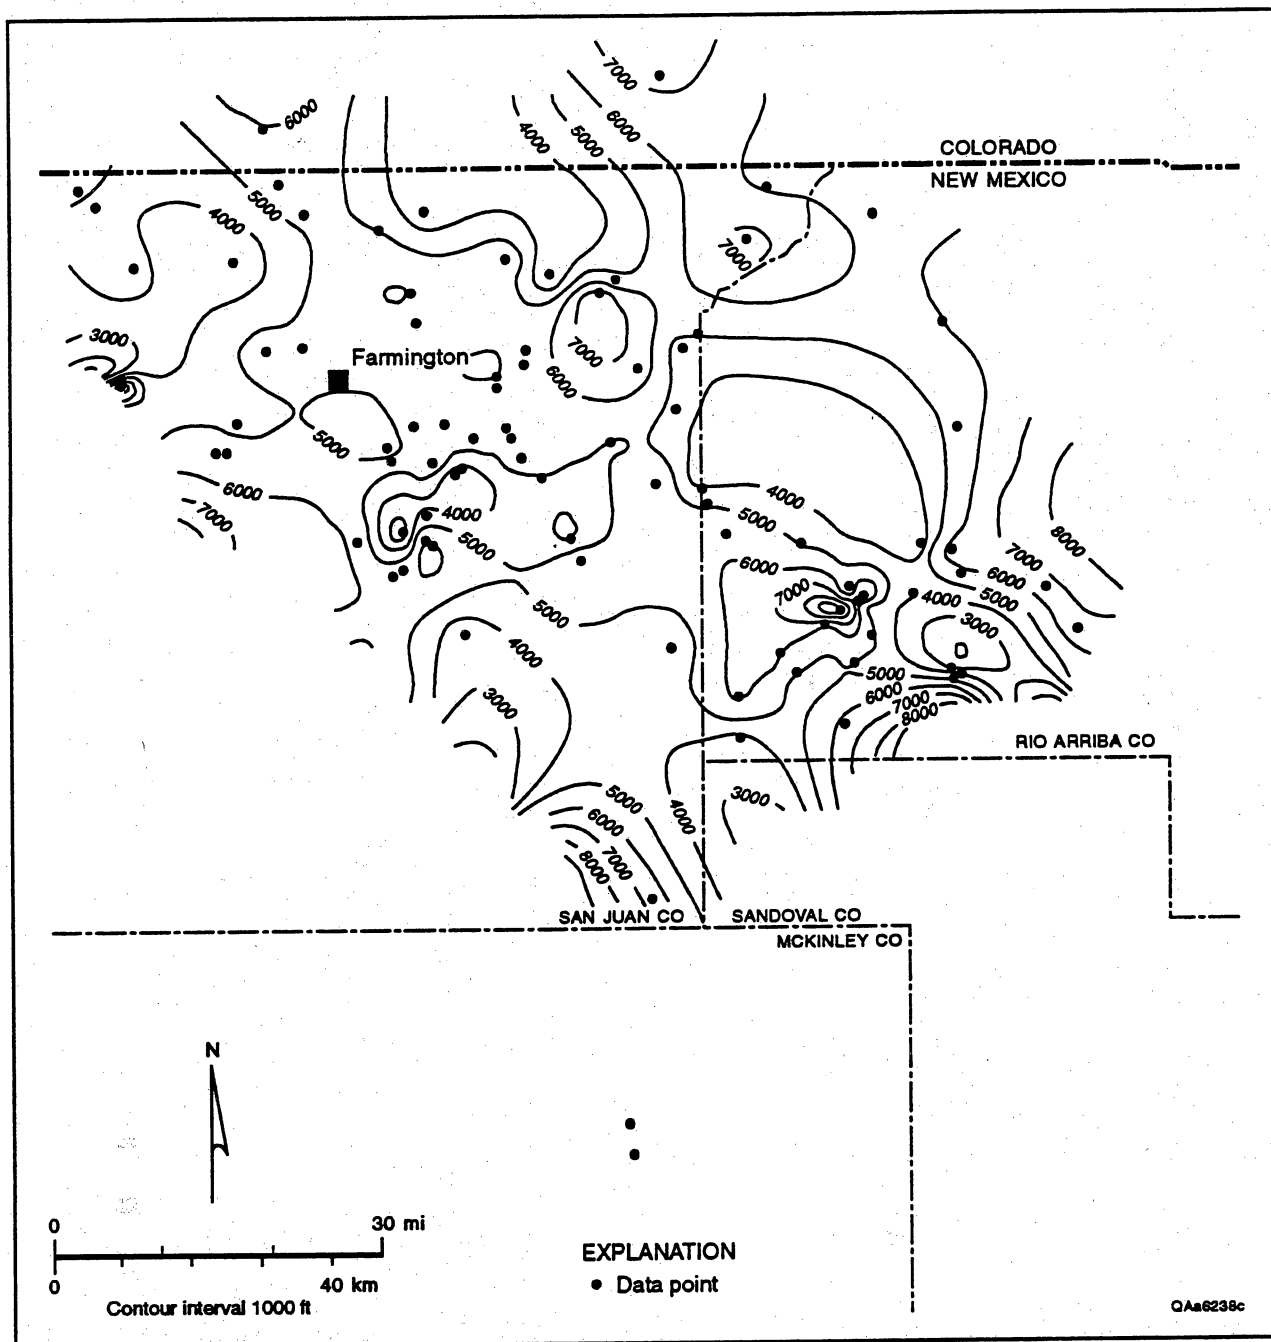 7000
6000
6000
4000
5000
COLORADO
NEW MEXICO
5000
4000
7000
3000
Farmington
7000
6000
5000
6000
4000
4000
7000
5000
5000
8000
7000
6000
6000
5000
7000
4000
5000
3000
4000
5000
3000
6000
7000
8000
RIO ARRIBA CO
5000
3000
4000
6000
7000
8000
SAN JUAN CO
SANDOVAL CO
MCKINLEY CO
N
0
30 mi
0
40 km
Contour interval 1000 ft
EXPLANATION
Data point
QAa6238c